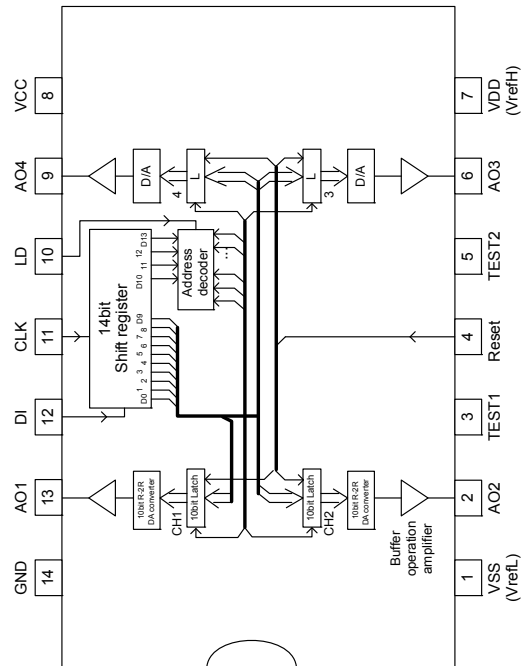 GND
14
AO1
13
DI
12
CLK
11
LD
10
AO4
9
VCC
8
14bit
Shift register
D0 1 2 3 4 5 6 7 8 D9
D10 11 12 D13
Address
decoder
...
10bit R-2R
DA converter
CH1
10bit Latch
D/A
4
L
10bit Latch
CH2
10bit R-2R
DA converter
L
3
D/A
Buffer
operation
amplifier
1
VSS
(VrefL)
2
AO2
3
TEST1
4
Reset
5
TEST2
6
AO3
7
VDD
(VrefH)